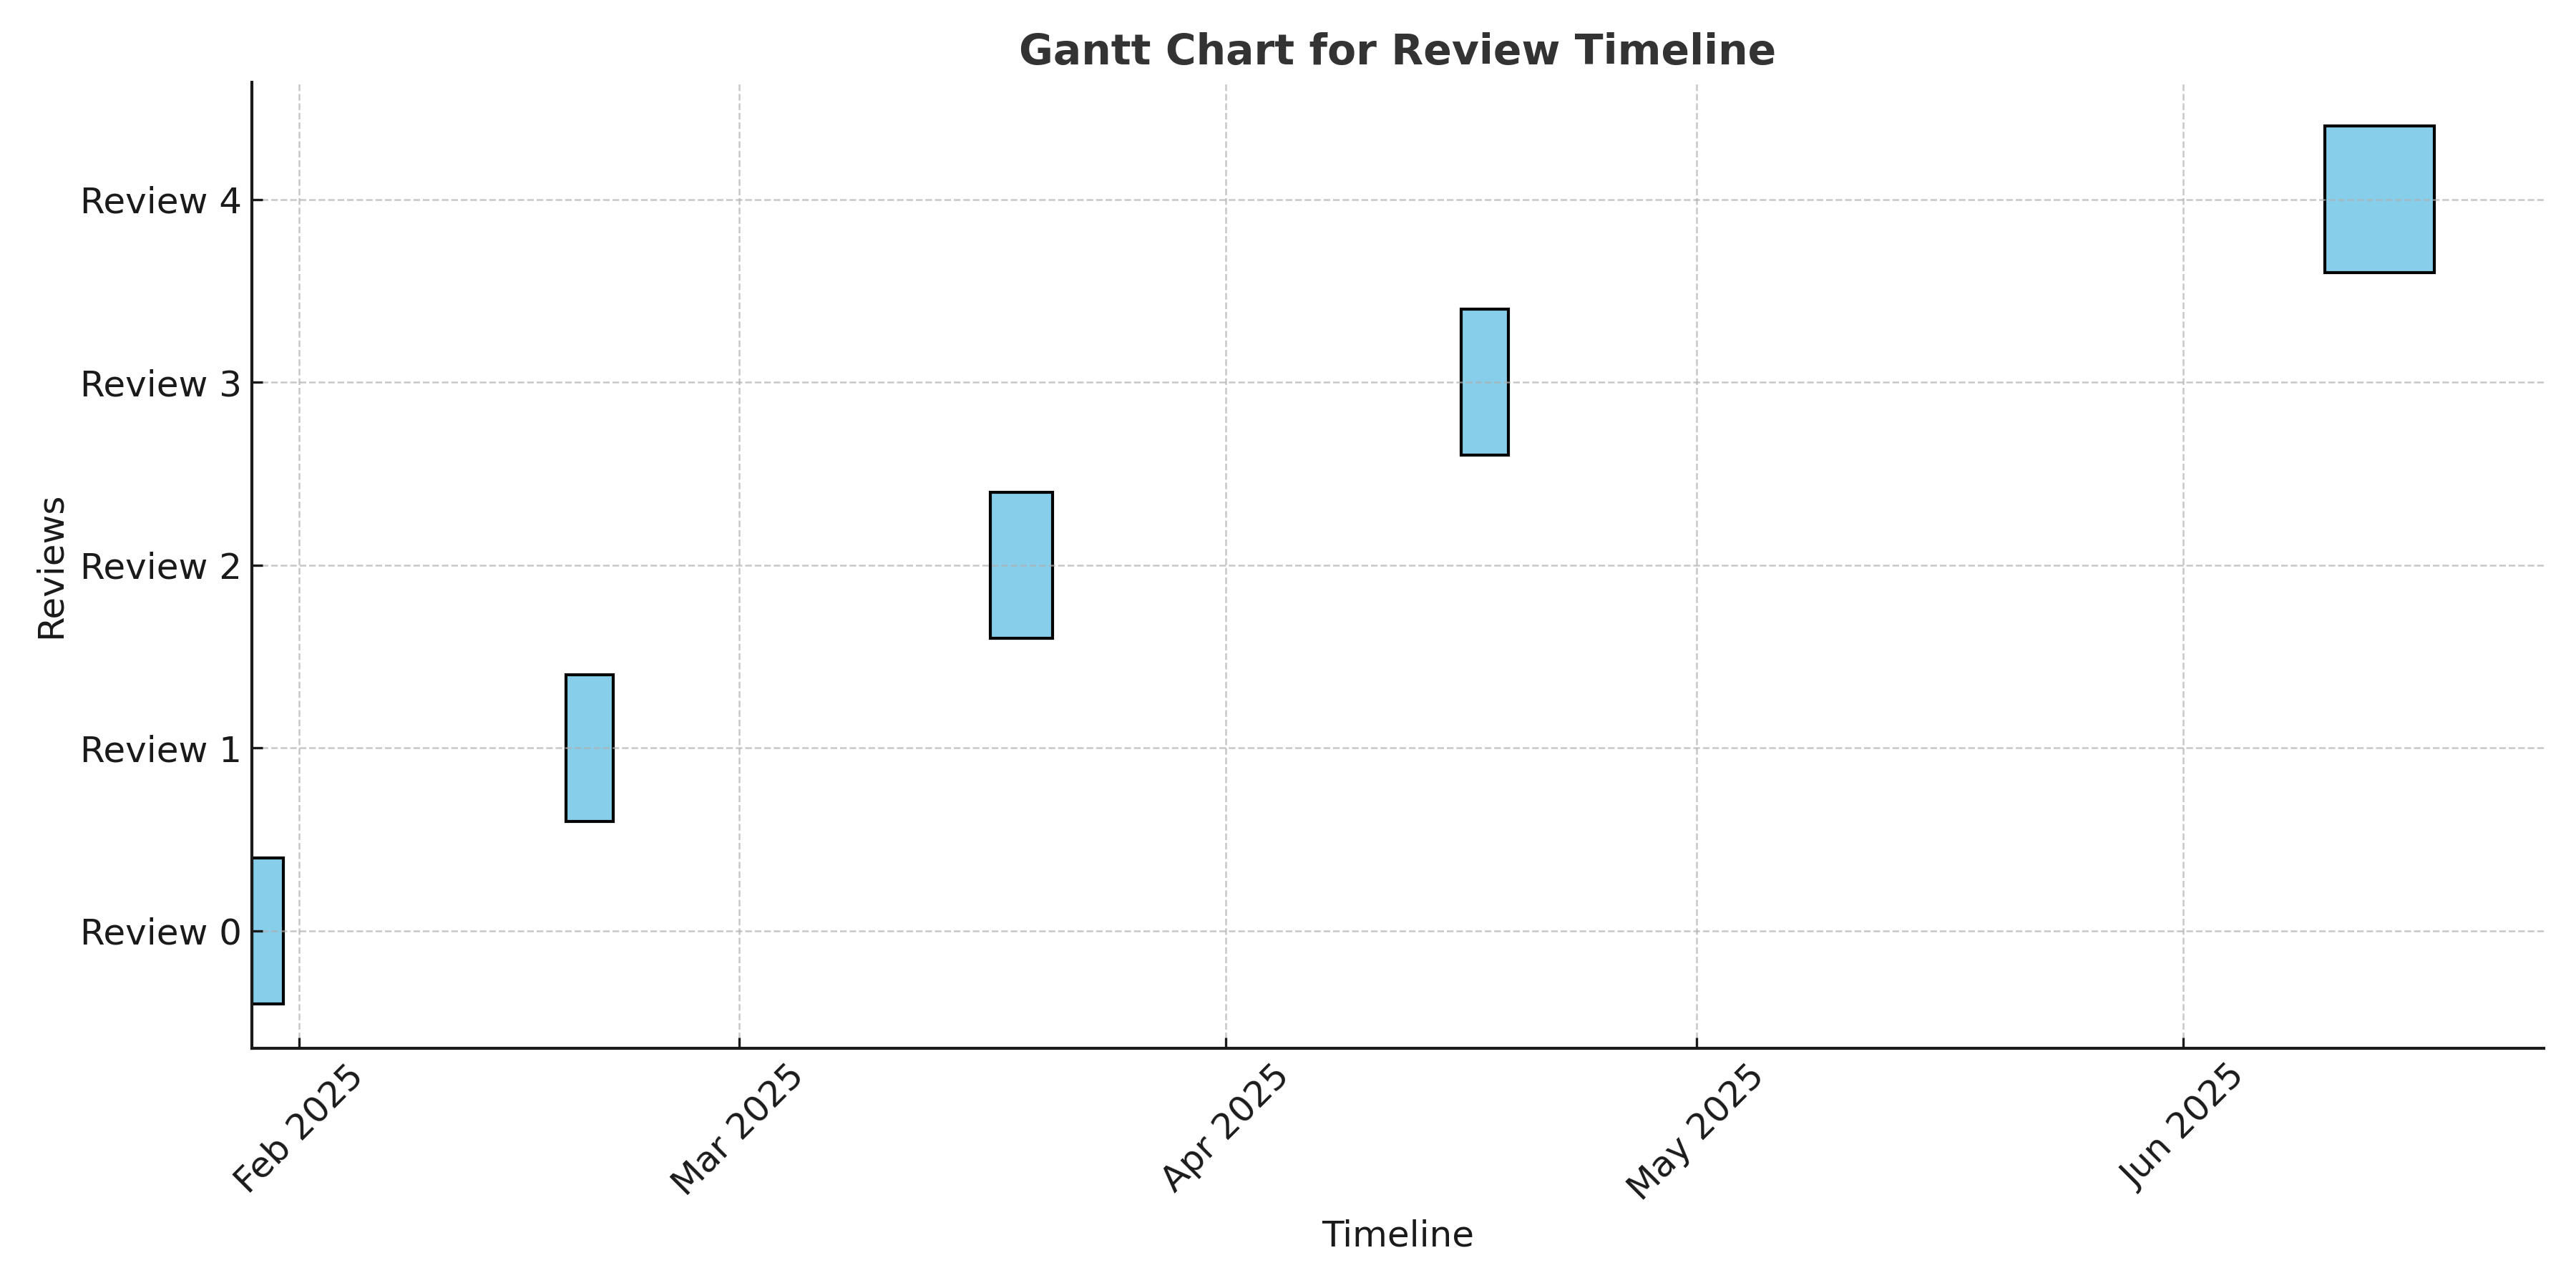 Gantt Chart for Review Timeline
Review 4
Review 3
Review 2
Review 1
Review 0
Reviews
Feb 2025
Mar 2025
Apr 2025
May 2025
Jun 2025
Timeline